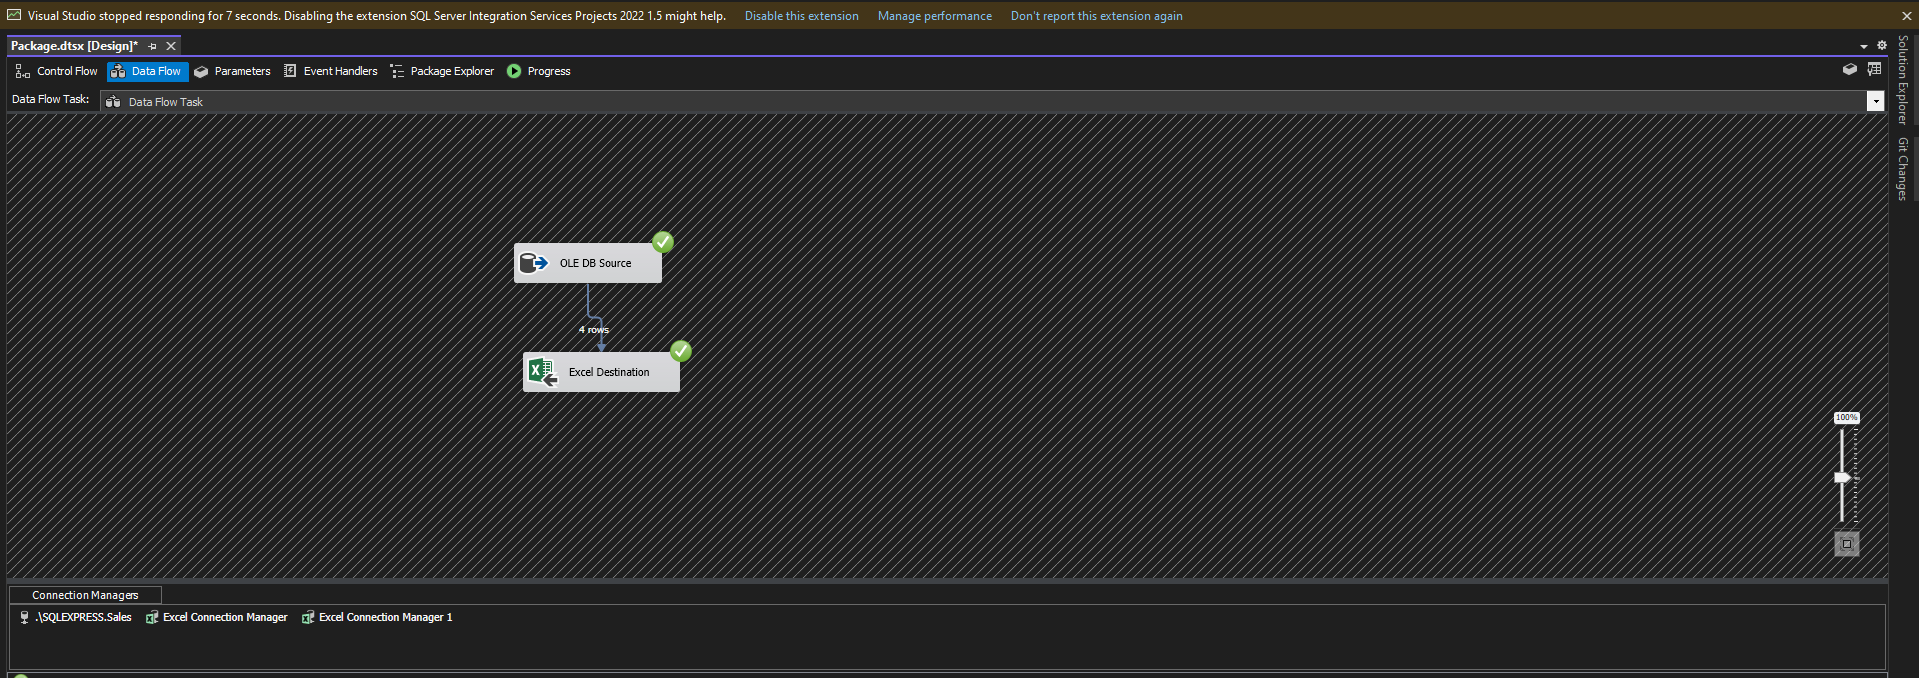 Visual Studio stopped responding for 7 seconds. Disabling the extension SQL Server Integration Services Projects 2022 1.5 might help. Disable this extension Manage performance Don't report this extension again
Package.dtsx [Design]*
Control Flow Data Flow Parameters Event Handlers Package Explorer Progress
Data Flow Task: Data Flow Task
Solution Explorer
Git Changes
OLE DB Source
4 rows
Excel Destination
100%
Connection Managers
.\SQLEXPRESS.Sales Excel Connection Manager Excel Connection Manager 1